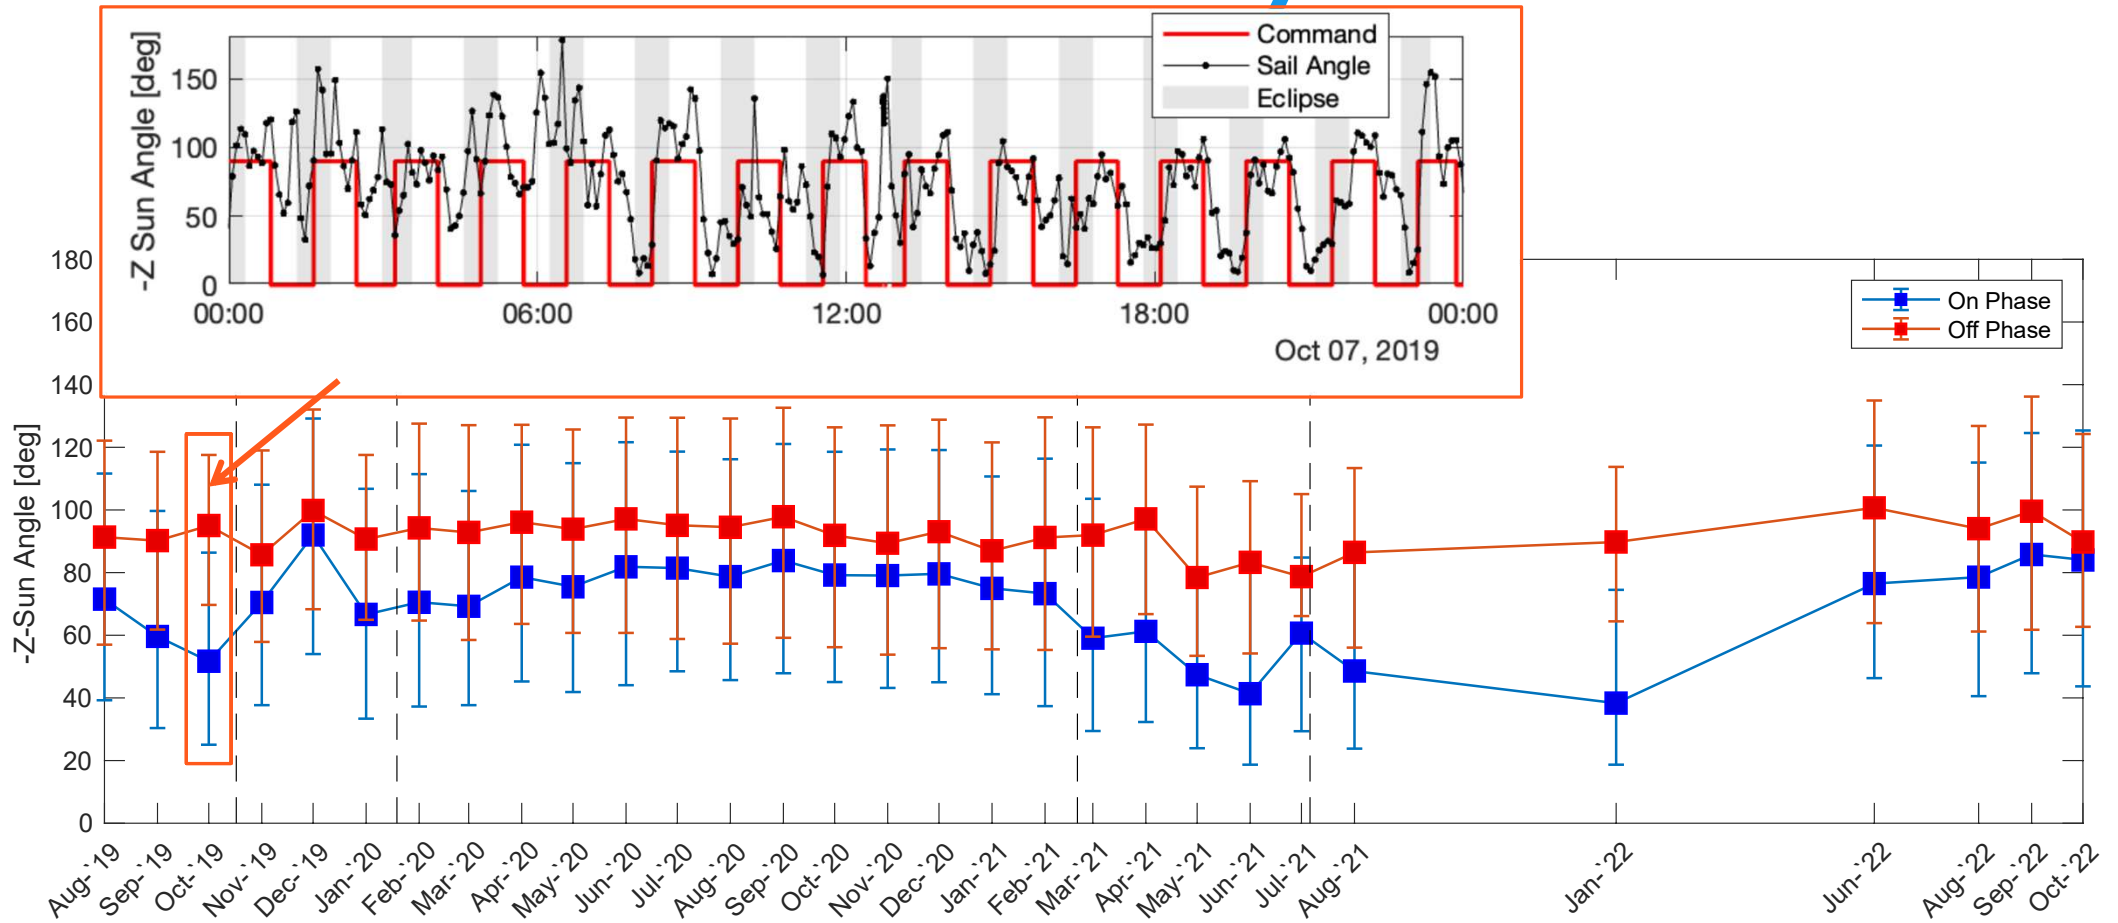 -Z Sun Angle [deg]
150
100
50
0
Command
Sail Angle
Eclipse
00:00
06:00
12:00
18:00
00:00
Oct 07, 2019
-Z-Sun Angle [deg]
180
160
140
120
100
80
60
40
20
0
On Phase
Off Phase
Aug-`19
Sep-`19
Oct-`19
Nov-`19
Dec-`19
Jan-`20
Feb-`20
Mar-`20
Apr-`20
May-`20
Jun-`20
Jul-`20
Aug-`20
Sep-`20
Oct-`20
Nov-`20
Dec-`20
Jan-`21
Feb-`21
Mar-`21
Apr-`21
May-`21
Jun-`21
Jul-`21
Aug-`21
Jan-`22
Jun-`22
Aug-`22
Sep-`22
Oct-`22